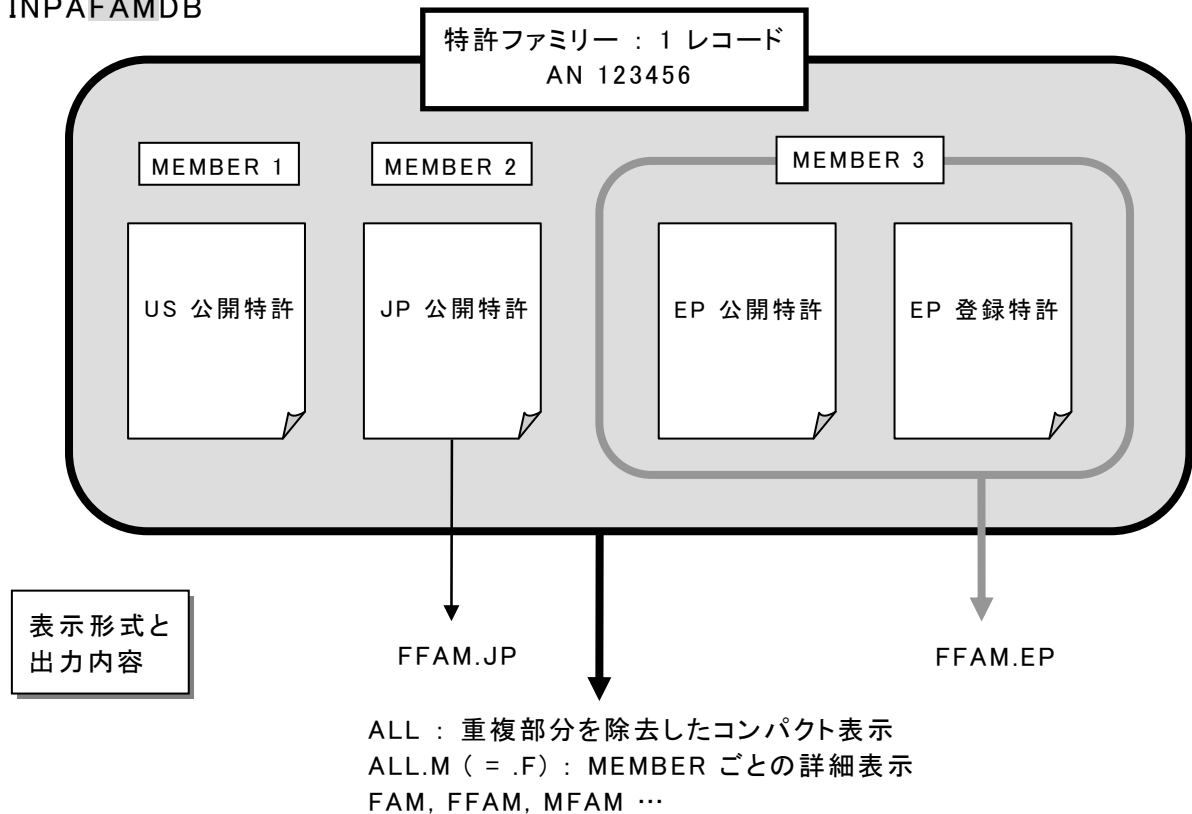 INPAFAMDB
特許ファミリー : 1 レコード
AN 123456
MEMBER 1
MEMBER 2
MEMBER 3
US 公開特許
JP 公開特許
EP 公開特許
EP 登録特許
表示形式と
出力内容
FFAM.JP
FFAM.EP
ALL : 重複部分を除去したコンパクト表示
ALL.M ( = .F) : MEMBER ごとの詳細表示
FAM, FFAM, MFAM …